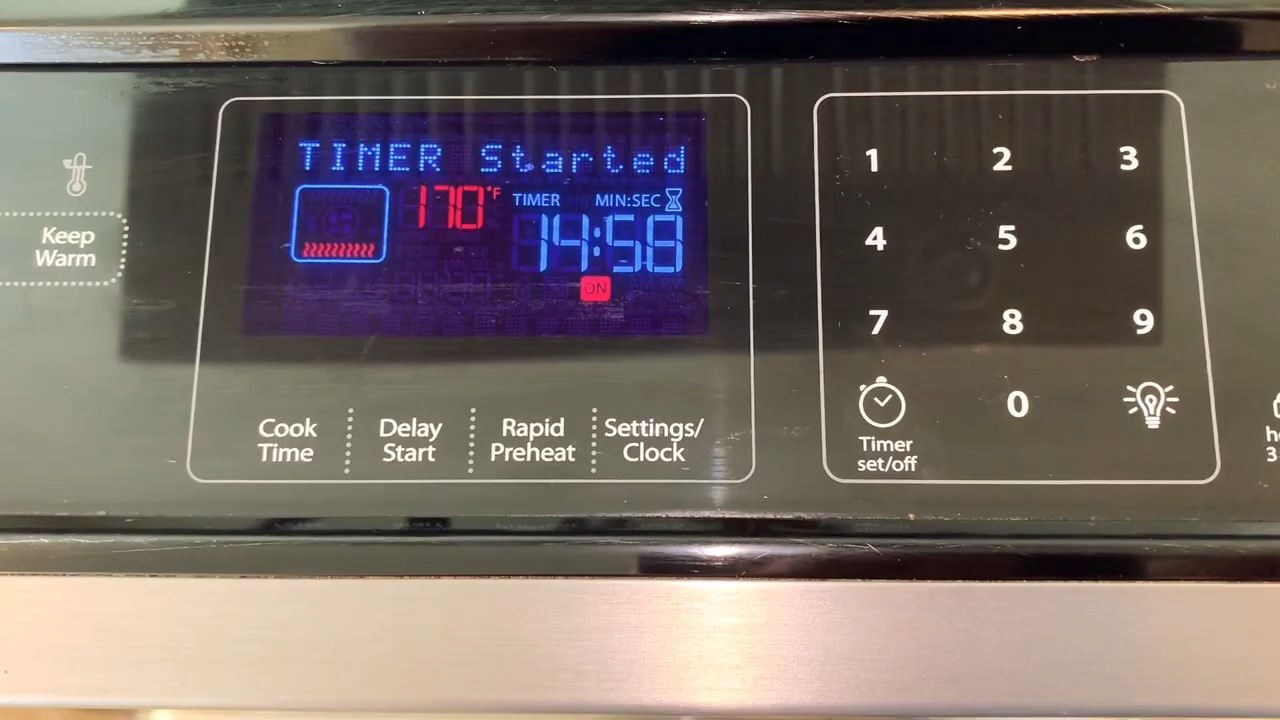 TIMER Started
170°F
TIMER MIN:SEC
14:58
ON
Keep
Warm
Cook
Time
Delay
Start
Rapid
Preheat
Settings/
Clock
1 2 3
4 5 6
7 8 9
0
Timer
set/off